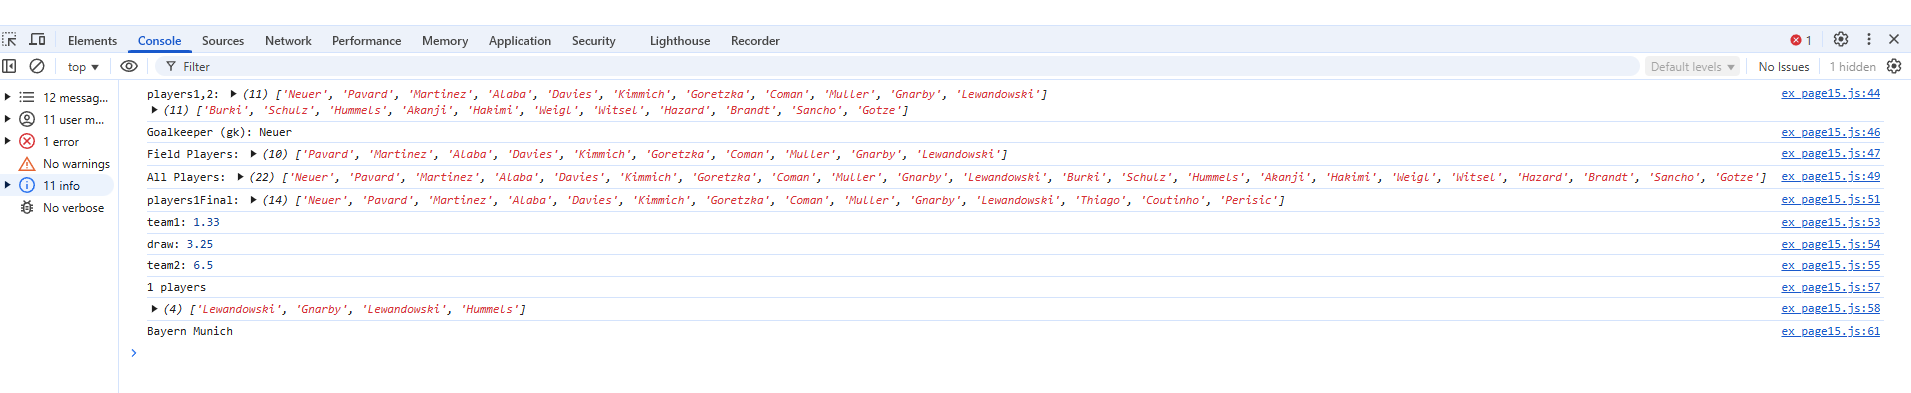 Elements Console Sources Network Performance Memory Application Security Lighthouse Recorder 1
top Filter Default levels No Issues 1 hidden
12 messag...
11 user m...
1 error
No warnings
11 info
No verbose
players1,2: (11) ['Neuer', 'Pavard', 'Martinez', 'Alaba', 'Davies', 'Kimmich', 'Goretzka', 'Coman', 'Muller', 'Gnarby', 'Lewandowski'] ex_page15.js:44
(11) ['Burki', 'Schulz', 'Hummels', 'Akanji', 'Hakimi', 'Weigl', 'Witsel', 'Hazard', 'Brandt', 'Sancho', 'Gotze']
Goalkeeper (gk): Neuer ex_page15.js:46
Field Players: (10) ['Pavard', 'Martinez', 'Alaba', 'Davies', 'Kimmich', 'Goretzka', 'Coman', 'Muller', 'Gnarby', 'Lewandowski'] ex_page15.js:47
All Players: (22) ['Neuer', 'Pavard', 'Martinez', 'Alaba', 'Davies', 'Kimmich', 'Goretzka', 'Coman', 'Muller', 'Gnarby', 'Lewandowski', 'Burki', 'Schulz', 'Hummels', 'Akanji', 'Hakimi', 'Weigl', 'Witsel', 'Hazard', 'Brandt', 'Sancho', 'Gotze'] ex_page15.js:49
players1Final: (14) ['Neuer', 'Pavard', 'Martinez', 'Alaba', 'Davies', 'Kimmich', 'Goretzka', 'Coman', 'Muller', 'Gnarby', 'Lewandowski', 'Thiago', 'Coutinho', 'Perisic'] ex_page15.js:51
team1: 1.33 ex_page15.js:53
draw: 3.25 ex_page15.js:54
team2: 6.5 ex_page15.js:55
1 players ex_page15.js:57
(4) ['Lewandowski', 'Gnarby', 'Lewandowski', 'Hummels'] ex_page15.js:58
Bayern Munich ex_page15.js:61